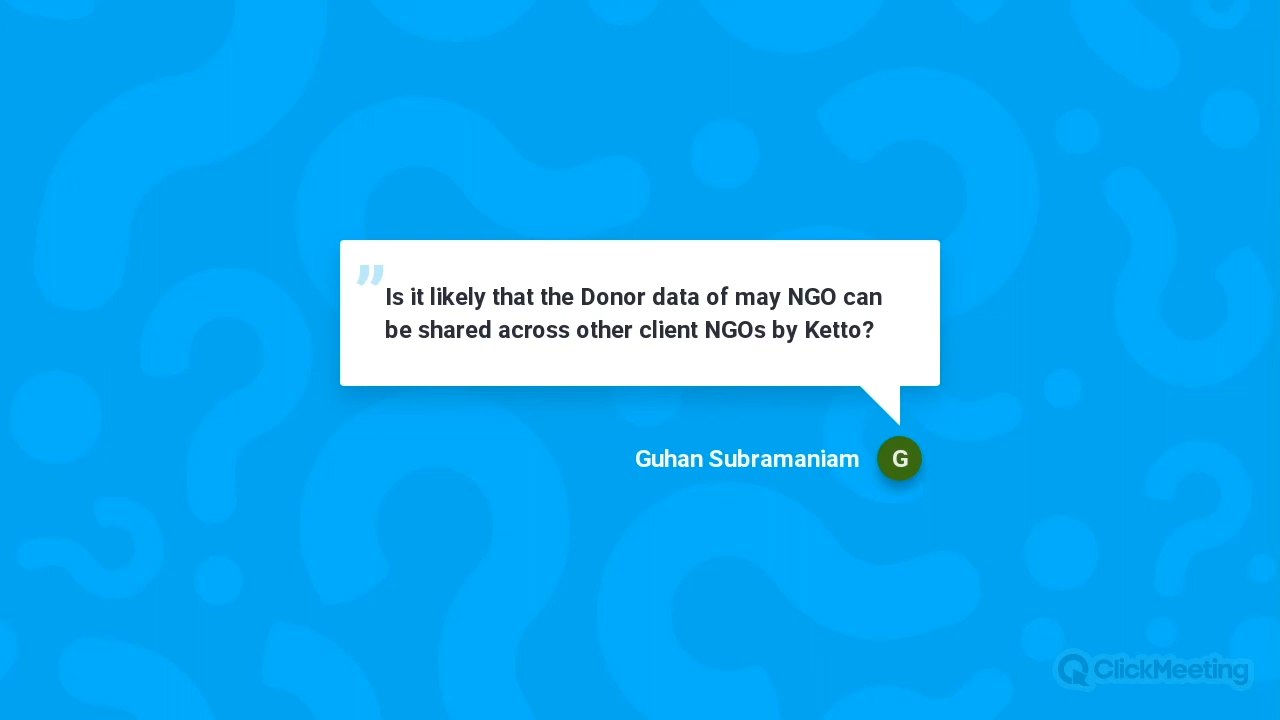 "
Is it likely that the Donor data of may NGO can
be shared across other client NGOs by Ketto?
Guhan Subramaniam
G
ClickMeeting